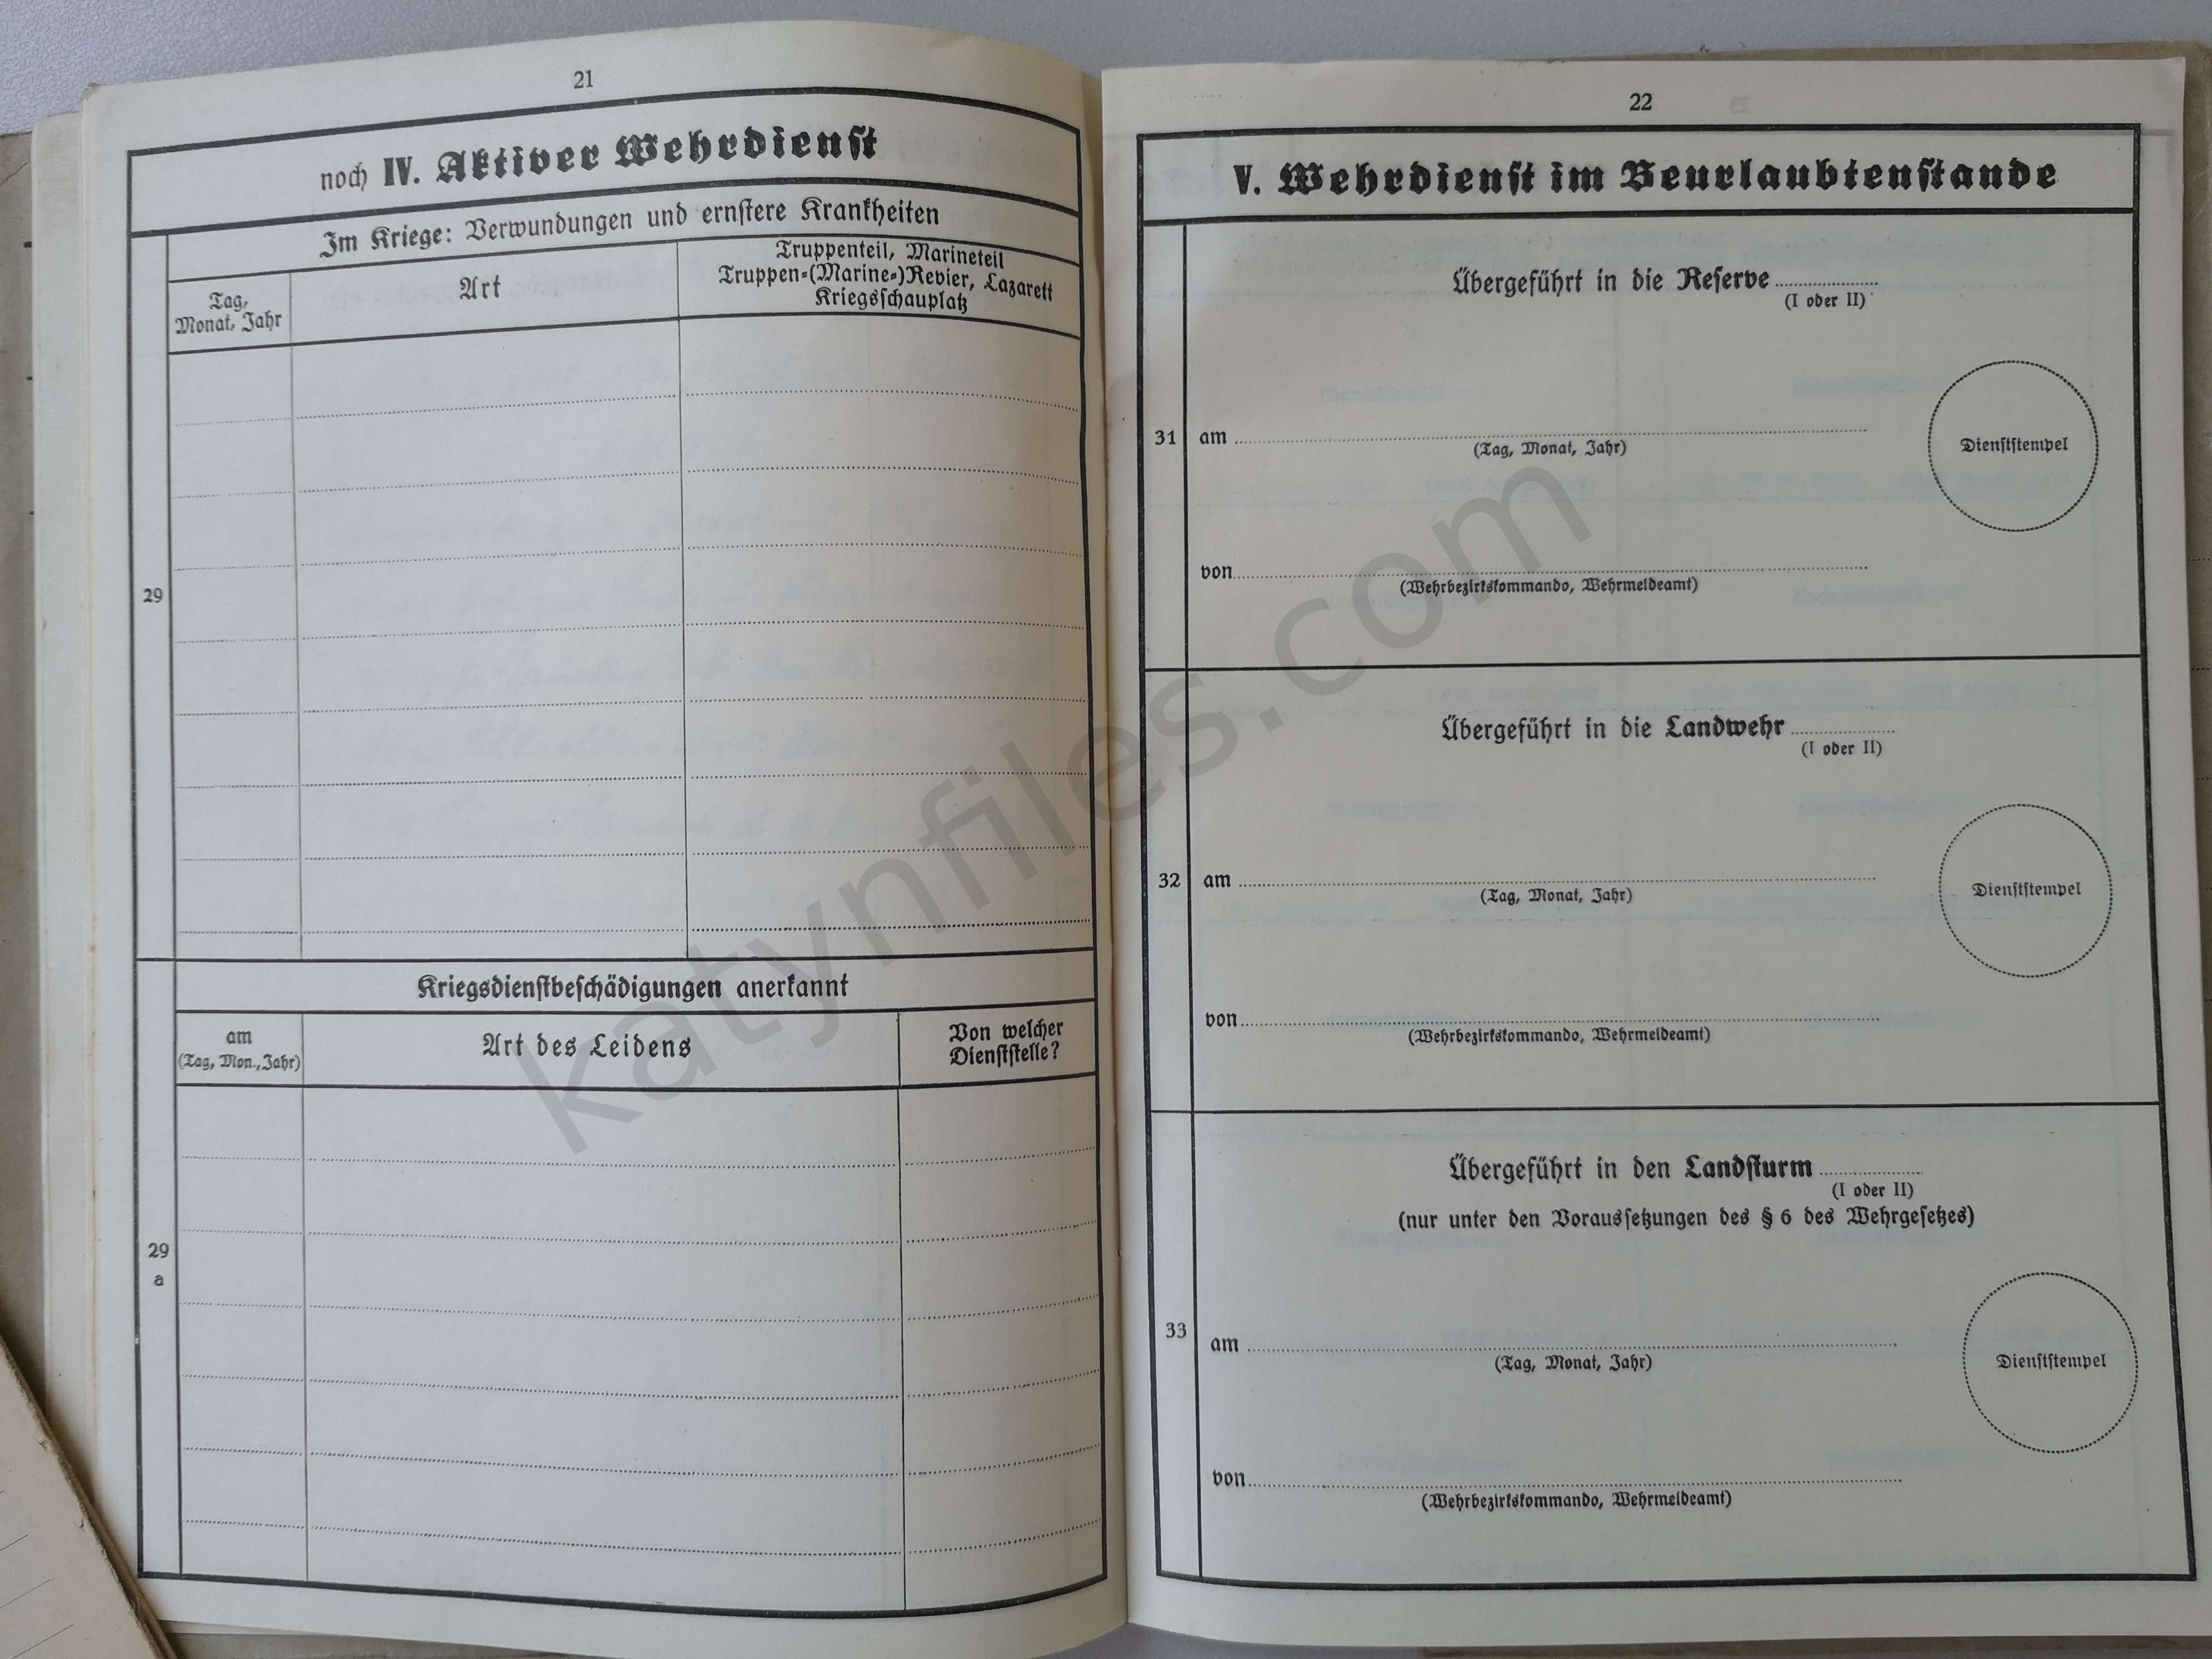 21
noch IV. Aktiver Wehrdienst
Im Kriege: Verwundungen und ernstere Krankheiten
Tag,
Monat, Jahr
Art
Truppenteil, Marineteil
Truppen-(Marine-)Revier, Lazarett
Kriegsschauplatz
29
Kriegsdienstbeschädigungen anerkannt
am
(Tag, Mon., Jahr)
Art des Leidens
Von welcher
Dienststelle?
29
a
22
V. Wehrdienst im Beurlaubtenstande
Übergeführt in die Reserve
(I oder II)
31 am
(Tag, Monat, Jahr)
Dienststempel
von
(Wehrbezirkskommando, Wehrmeldeamt)
Übergeführt in die Landwehr
(I oder II)
32 am
(Tag, Monat, Jahr)
Dienststempel
von
(Wehrbezirkskommando, Wehrmeldeamt)
Übergeführt in den Landsturm
(I oder II)
(nur unter den Voraussetzungen des § 6 des Wehrgesetzes)
33 am
(Tag, Monat, Jahr)
Dienststempel
von
(Wehrbezirkskommando, Wehrmeldeamt)
katynfiles.com